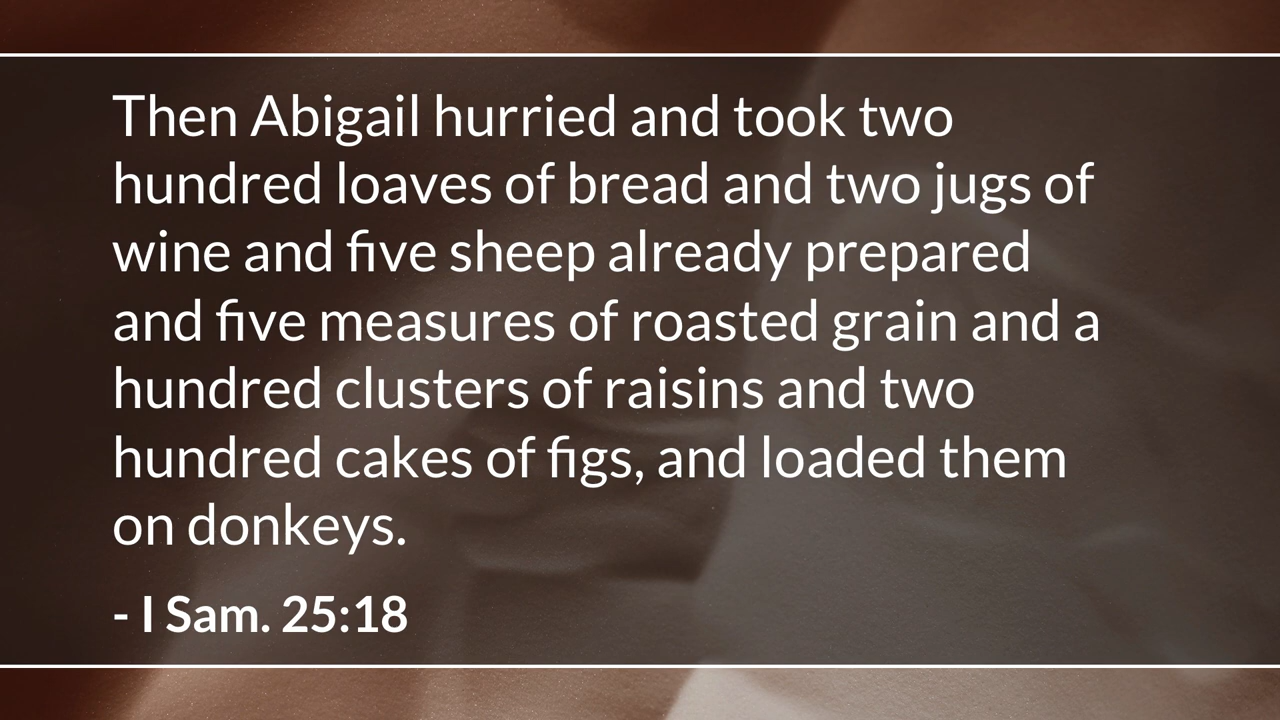 Then Abigail hurried and took two
hundred loaves of bread and two jugs of
wine and five sheep already prepared
and five measures of roasted grain and a
hundred clusters of raisins and two
hundred cakes of figs, and loaded them
on donkeys.
- I Sam. 25:18